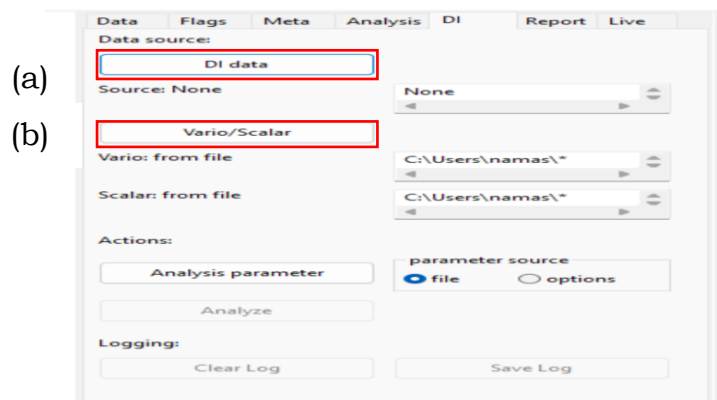 Data Flags Meta Analysis DI Report Live
Data source:
(a) DI data
Source: None None
(b) Vario/Scalar
Vario: from file C:\Users\namas\*
Scalar: from file C:\Users\namas\*
Actions:
parameter source
Analysis parameter file options
Analyze
Logging:
Clear Log Save Log